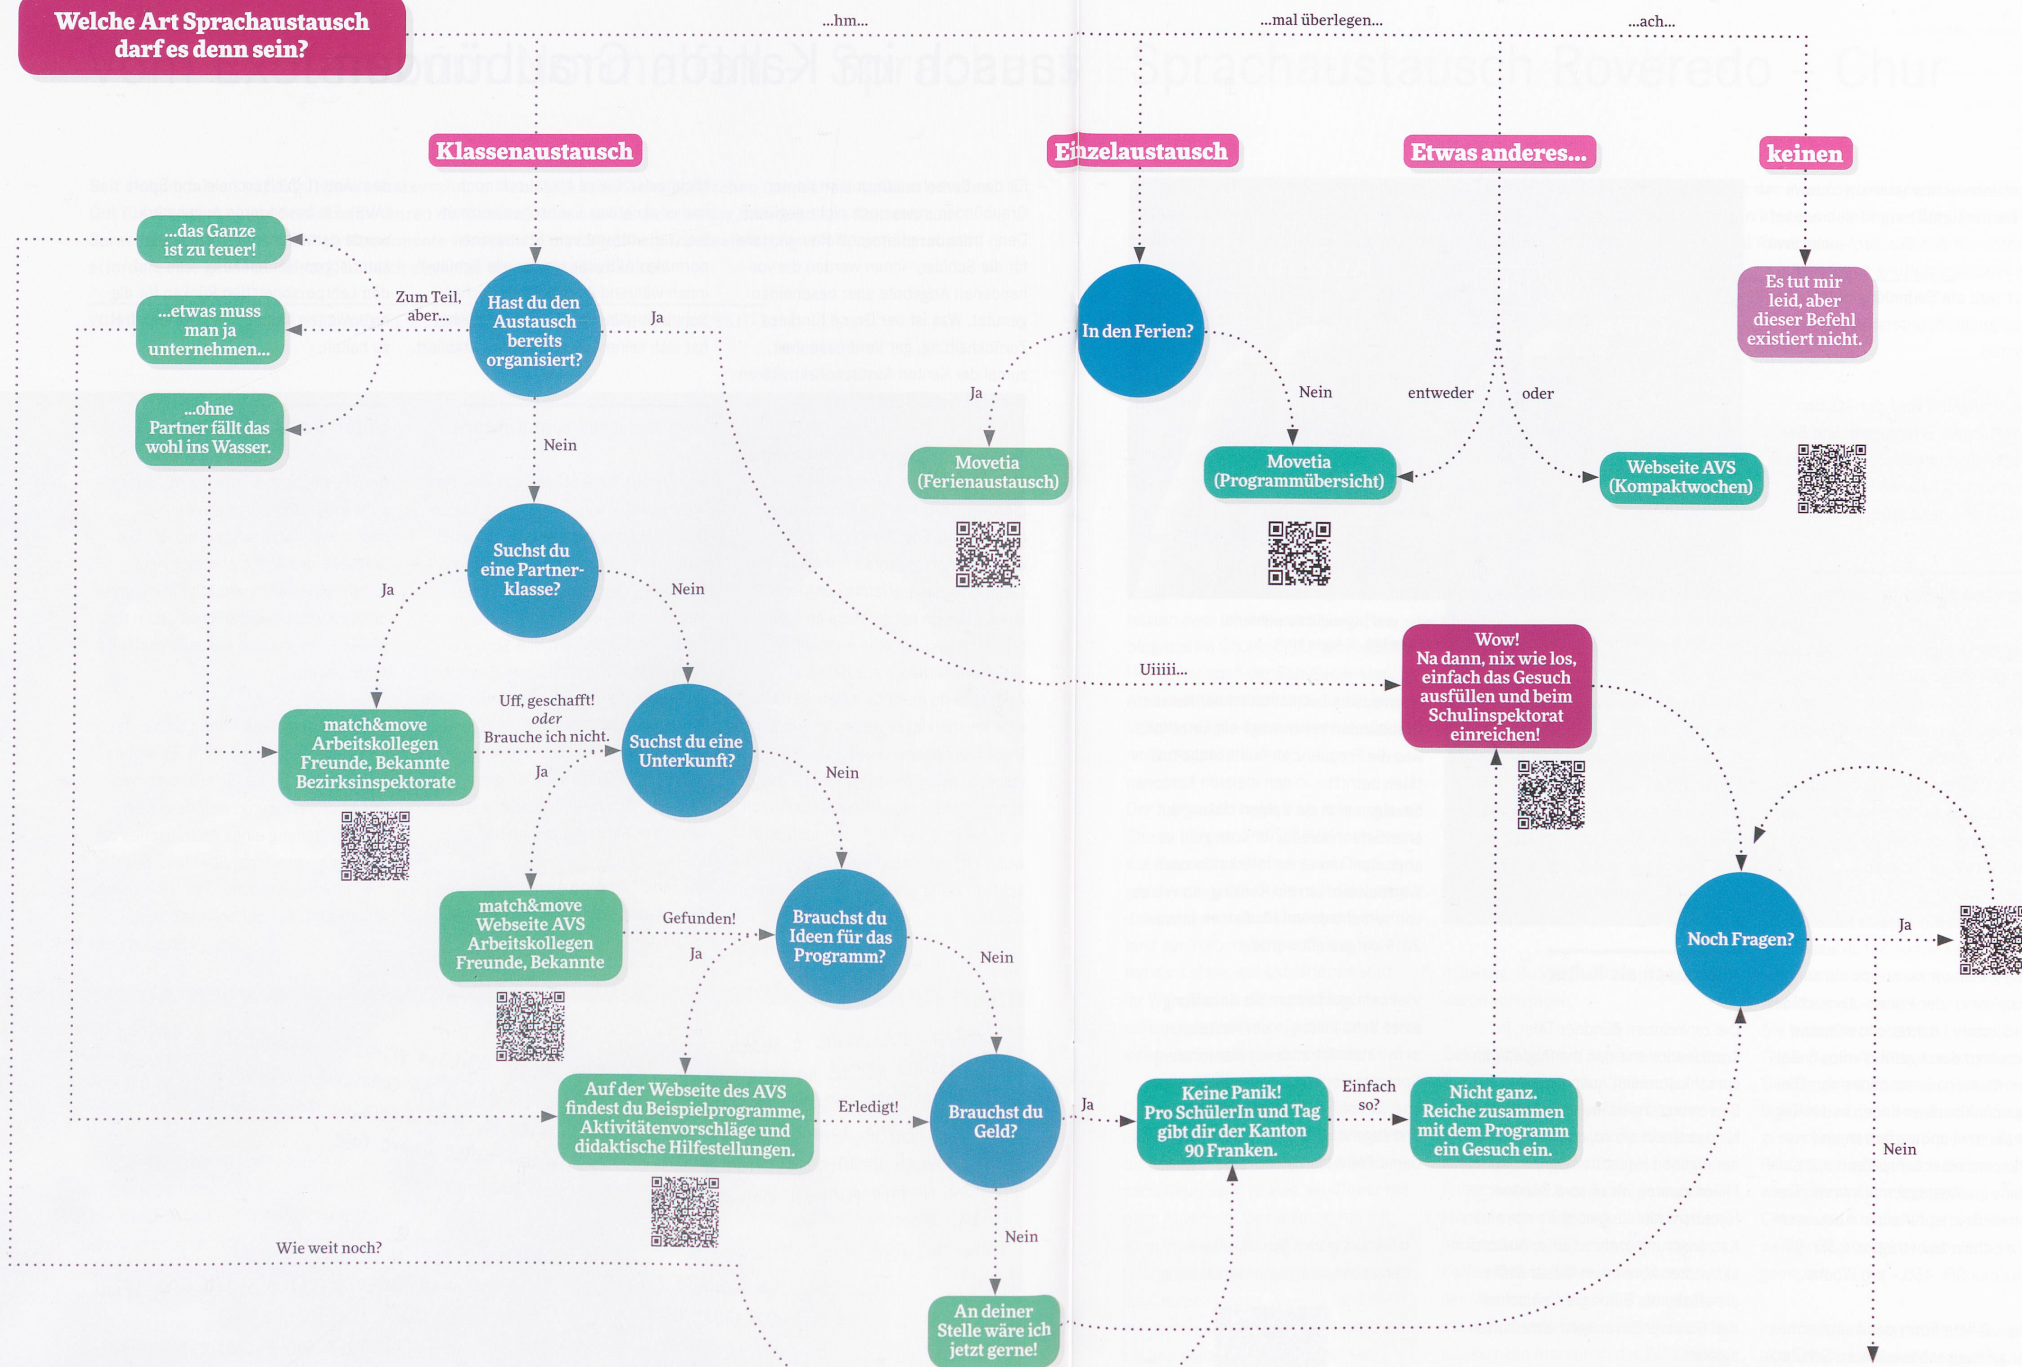 Welche Art Sprachaustausch
darf es denn sein?
...hm...
...mal überlegen...
...ach...
Sprachaustausch Roveredo
Chur
Klassenaustausch
Einzelaustausch
Etwas anderes...
keinen
...das Ganze
ist zu teuer!
...etwas muss
man ja
unternehmen...
...ohne
Partner fällt das
wohl ins Wasser.
Zum Teil,
aber...
Hast du den
Austausch
bereits
organisiert?
Ja
Nein
In den Ferien?
Ja
Nein
entweder
oder
Es tut mir
leid, aber
dieser Befehl
existiert nicht.
Movetia
(Ferienaustausch)
Movetia
(Programmübersicht)
Webseite AVS
(Kompaktwochen)
Suchst du
eine Partner-
klasse?
Ja
Nein
match&move
Arbeitskollegen
Freunde, Bekannte
Bezirksinspektorate
Uff, geschafft!
oder
Brauche ich nicht.
Suchst du eine
Unterkunft?
Ja
Nein
Uiiiii...
Wow!
Na dann, nix wie los,
einfach das Gesuch
ausfüllen und beim
Schulinspektorat
einreichen!
match&move
Webseite AVS
Arbeitskollegen
Freunde, Bekannte
Gefunden!
Brauchst du
Ideen für das
Programm?
Ja
Nein
Noch Fragen?
Ja
Nein
Auf der Webseite des AVS
findest du Beispielprogramme,
Aktivitätenvorschläge und
didaktische Hilfestellungen.
Erledigt!
Brauchst du
Geld?
Ja
Keine Panik!
Pro SchülerIn und Tag
gibt dir der Kanton
90 Franken.
Einfach
so?
Nicht ganz.
Reiche zusammen
mit dem Programm
ein Gesuch ein.
Nein
Wie weit noch?
An deiner
Stelle wäre ich
jetzt gerne!